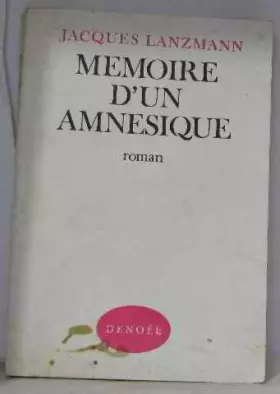 JACQUES LANZMANN
MEMOIRE
D'UN
AMNESIQUE
roman
DENOËL